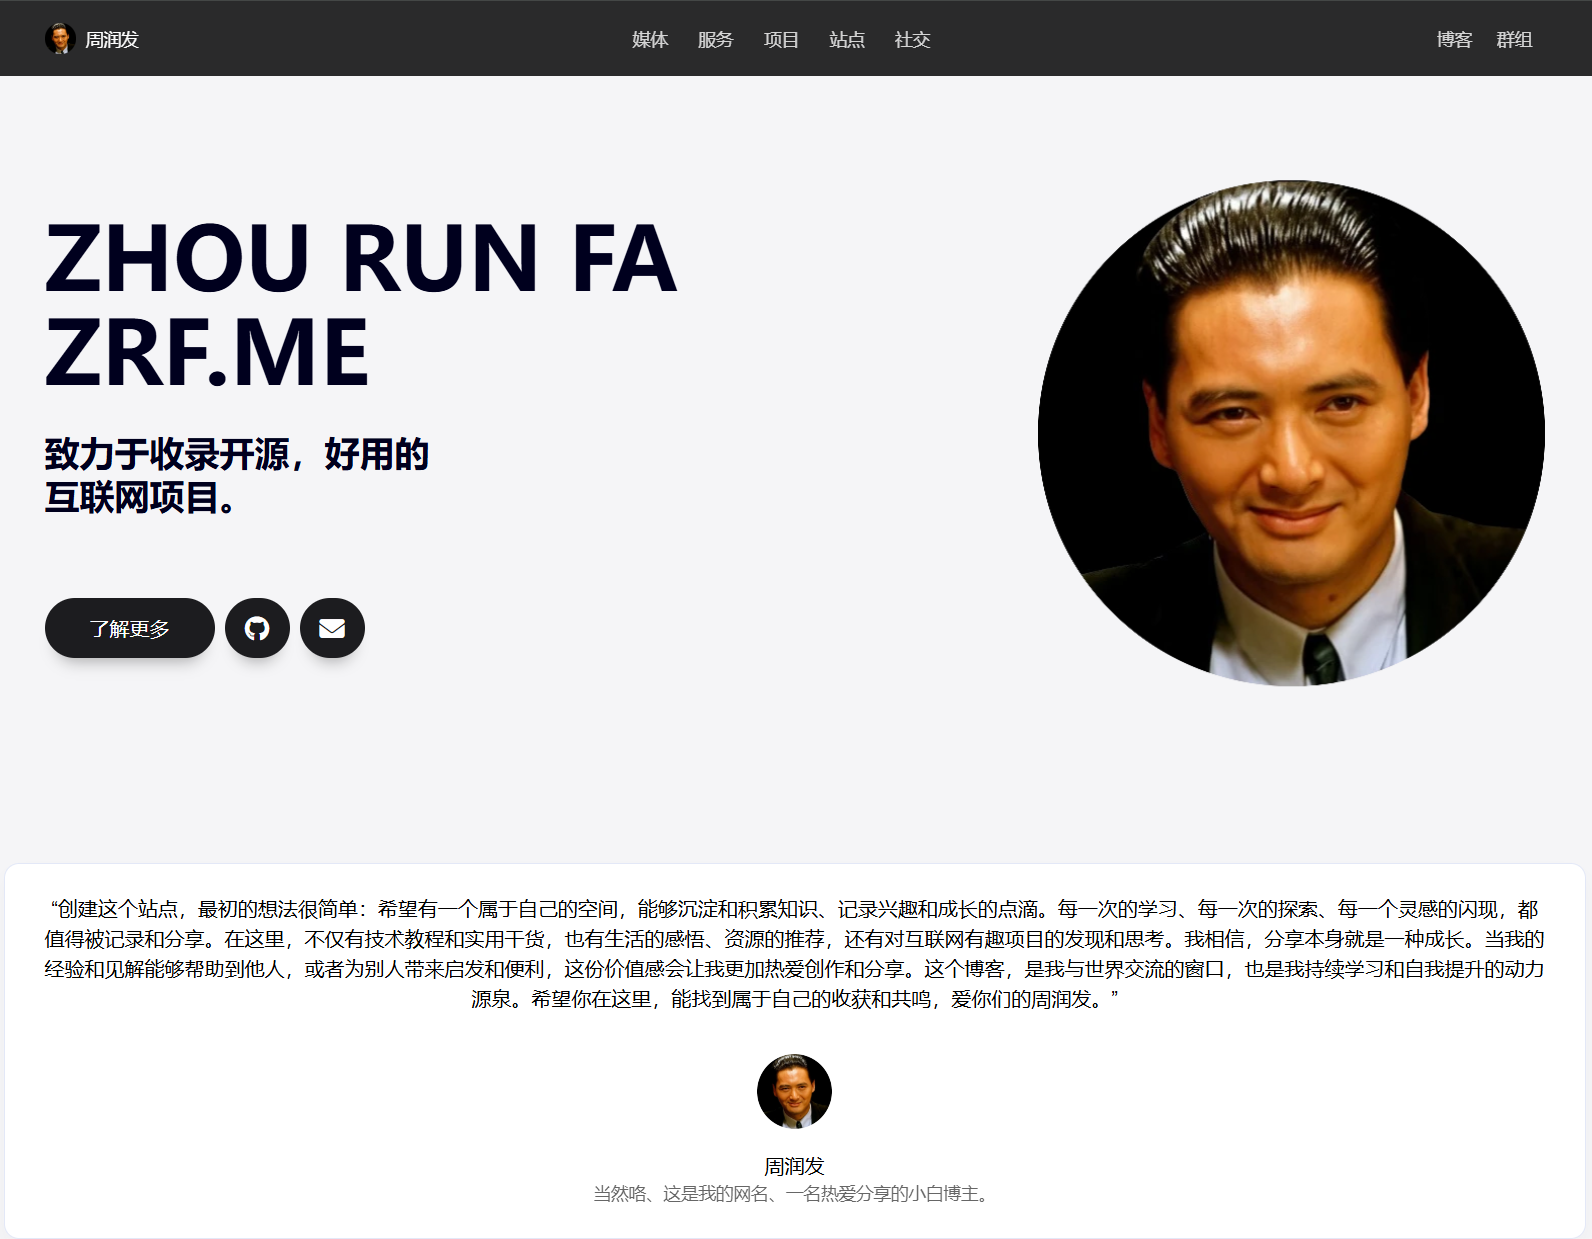 周润发
媒体 服务 项目 站点 社交
博客 群组
ZHOU RUN FA
ZRF.ME
致力于收录开源，好用的
互联网项目。
了解更多
“创建这个站点，最初的想法很简单：希望有一个属于自己的空间，能够沉淀和积累知识、记录兴趣和成长的点滴。每一次的学习、每一次的探索、每一个灵感的闪现，都
值得被记录和分享。在这里，不仅有技术教程和实用干货，也有生活的感悟、资源的推荐，还有对互联网有趣项目的发现和思考。我相信，分享本身就是一种成长。当我的
经验和见解能够帮助到他人，或者为别人带来启发和便利，这份价值感会让我更加热爱创作和分享。这个博客，是我与世界交流的窗口，也是我持续学习和自我提升的动力
源泉。希望你在这里，能找到属于自己的收获和共鸣，爱你们的周润发。”
周润发
当然咯、这是我的网名、一名热爱分享的小白博主。